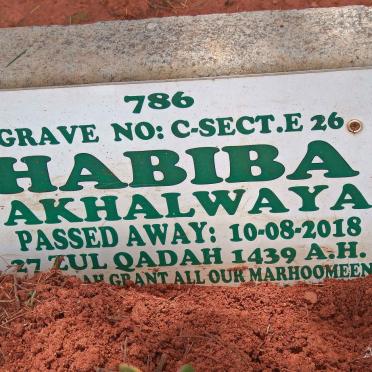 786
GRAVE NO: C-SECT.E 26
HABIBA
AKHALWAYA
PASSED AWAY: 10-08-2018
27 ZUL QADAH 1439 A.H.
GRANT ALL OUR MARHOOMEEN